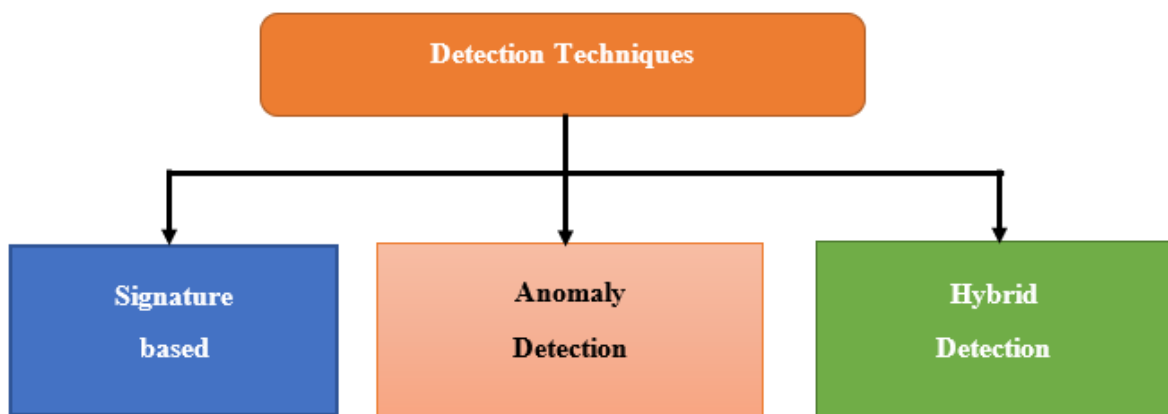 Detection Techniques
Signature
based
Anomaly
Detection
Hybrid
Detection